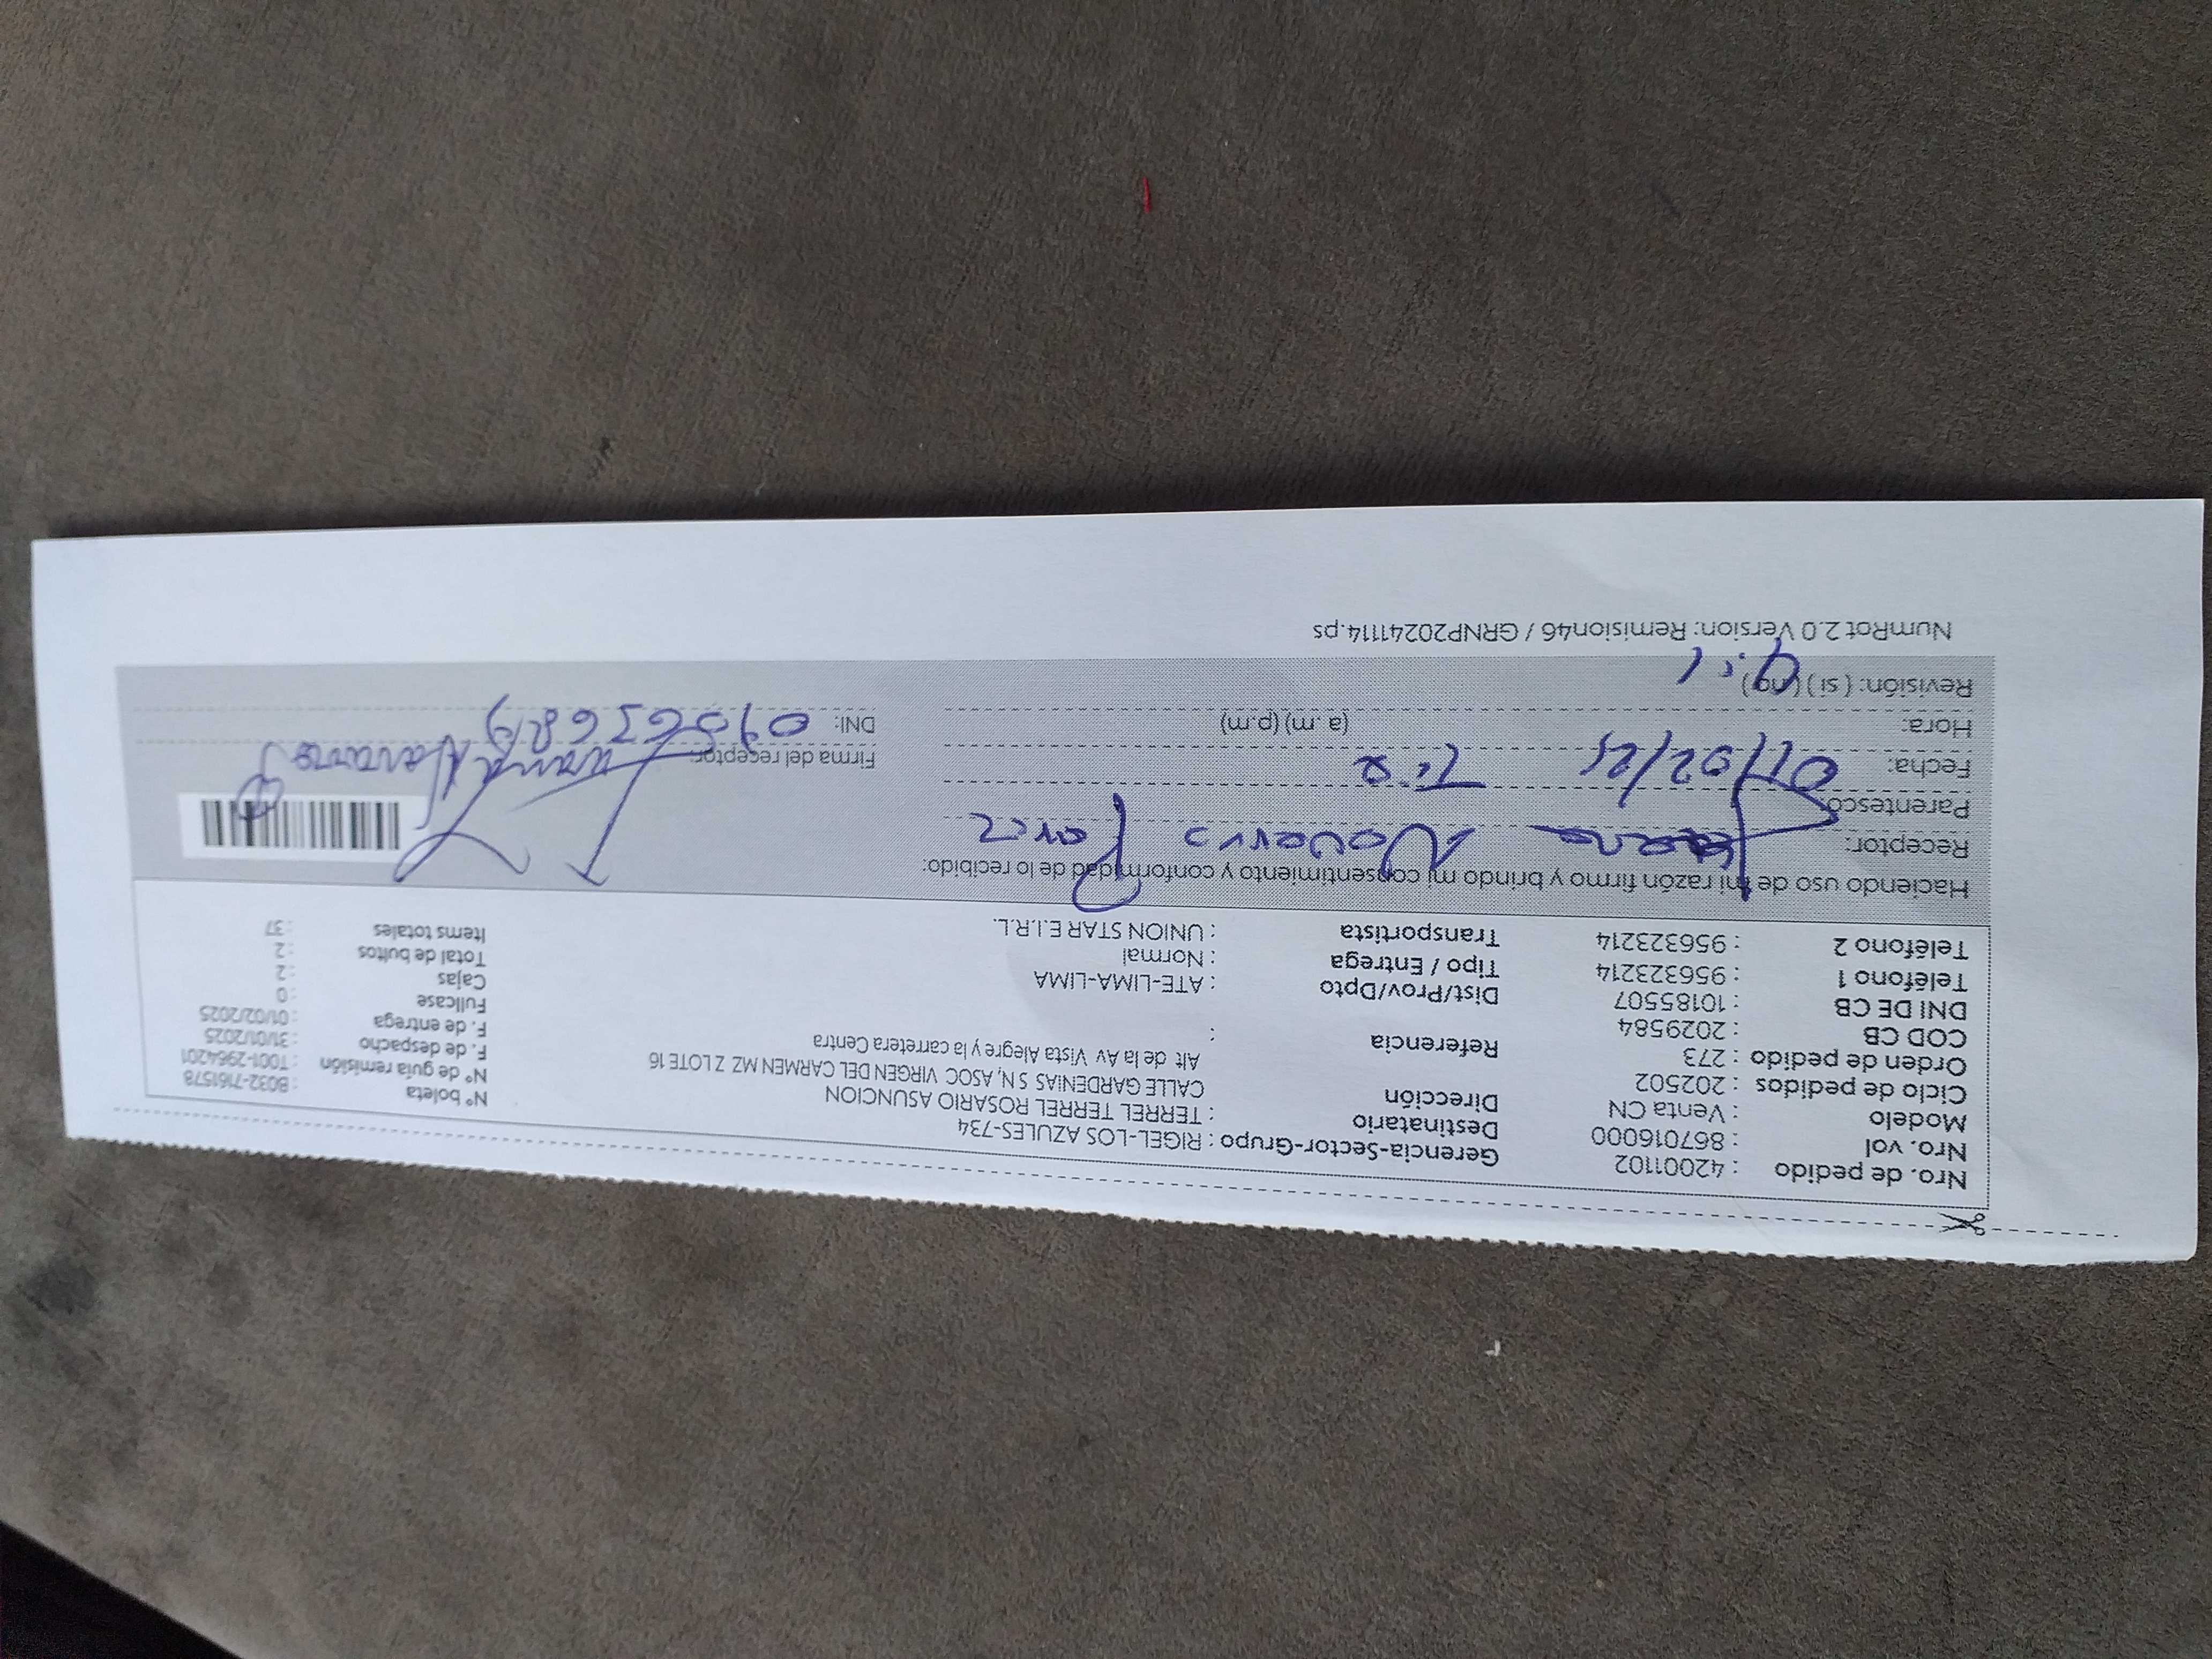 Nro. de pedido : 42001102
Nro. vol : 867016000
Modelo : Venta CN
Ciclo de pedidos : 202502
Orden de pedido : 273
COD CB : 2029584
DNI DE CB : 10185507
Teléfono 1 : 956323214
Teléfono 2 : 956323214
Gerencia-Sector-Grupo : RIGEL-LOS AZULES-734
Destinatario : TERREL TERREL ROSARIO ASUNCION
Dirección CALLE GARDENIAS S N, ASOC VIRGEN DEL CARMEN MZ Z LOTE 16
Alt de la Av Vista Alegre y la carretera Centra
Referencia :
Dist/Prov/Dpto : ATE-LIMA-LIMA
Tipo / Entrega : Normal
Transportista : UNION STAR E.I.R.L.
N° boleta : B032-7161578
N° de guía remisión : T001-2964201
F. de despacho : 31/01/2025
F. de entrega : 01/02/2025
Fullcase : 0
Cajas : 2
Total de bultos : 2
Items totales : 37
Haciendo uso de mi razón firmo y brindo mi consentimiento y conformidad de lo recibido:
Receptor: Navarro
Parentesco: Tia
Fecha: 01/02/25
Hora: (a.m) (p.m)
Revisión: ( si ) ( no )
Firma del receptor: Navarro
DNI:
NumRot 2.0 Version: Remision46 / GRNP20241114.ps